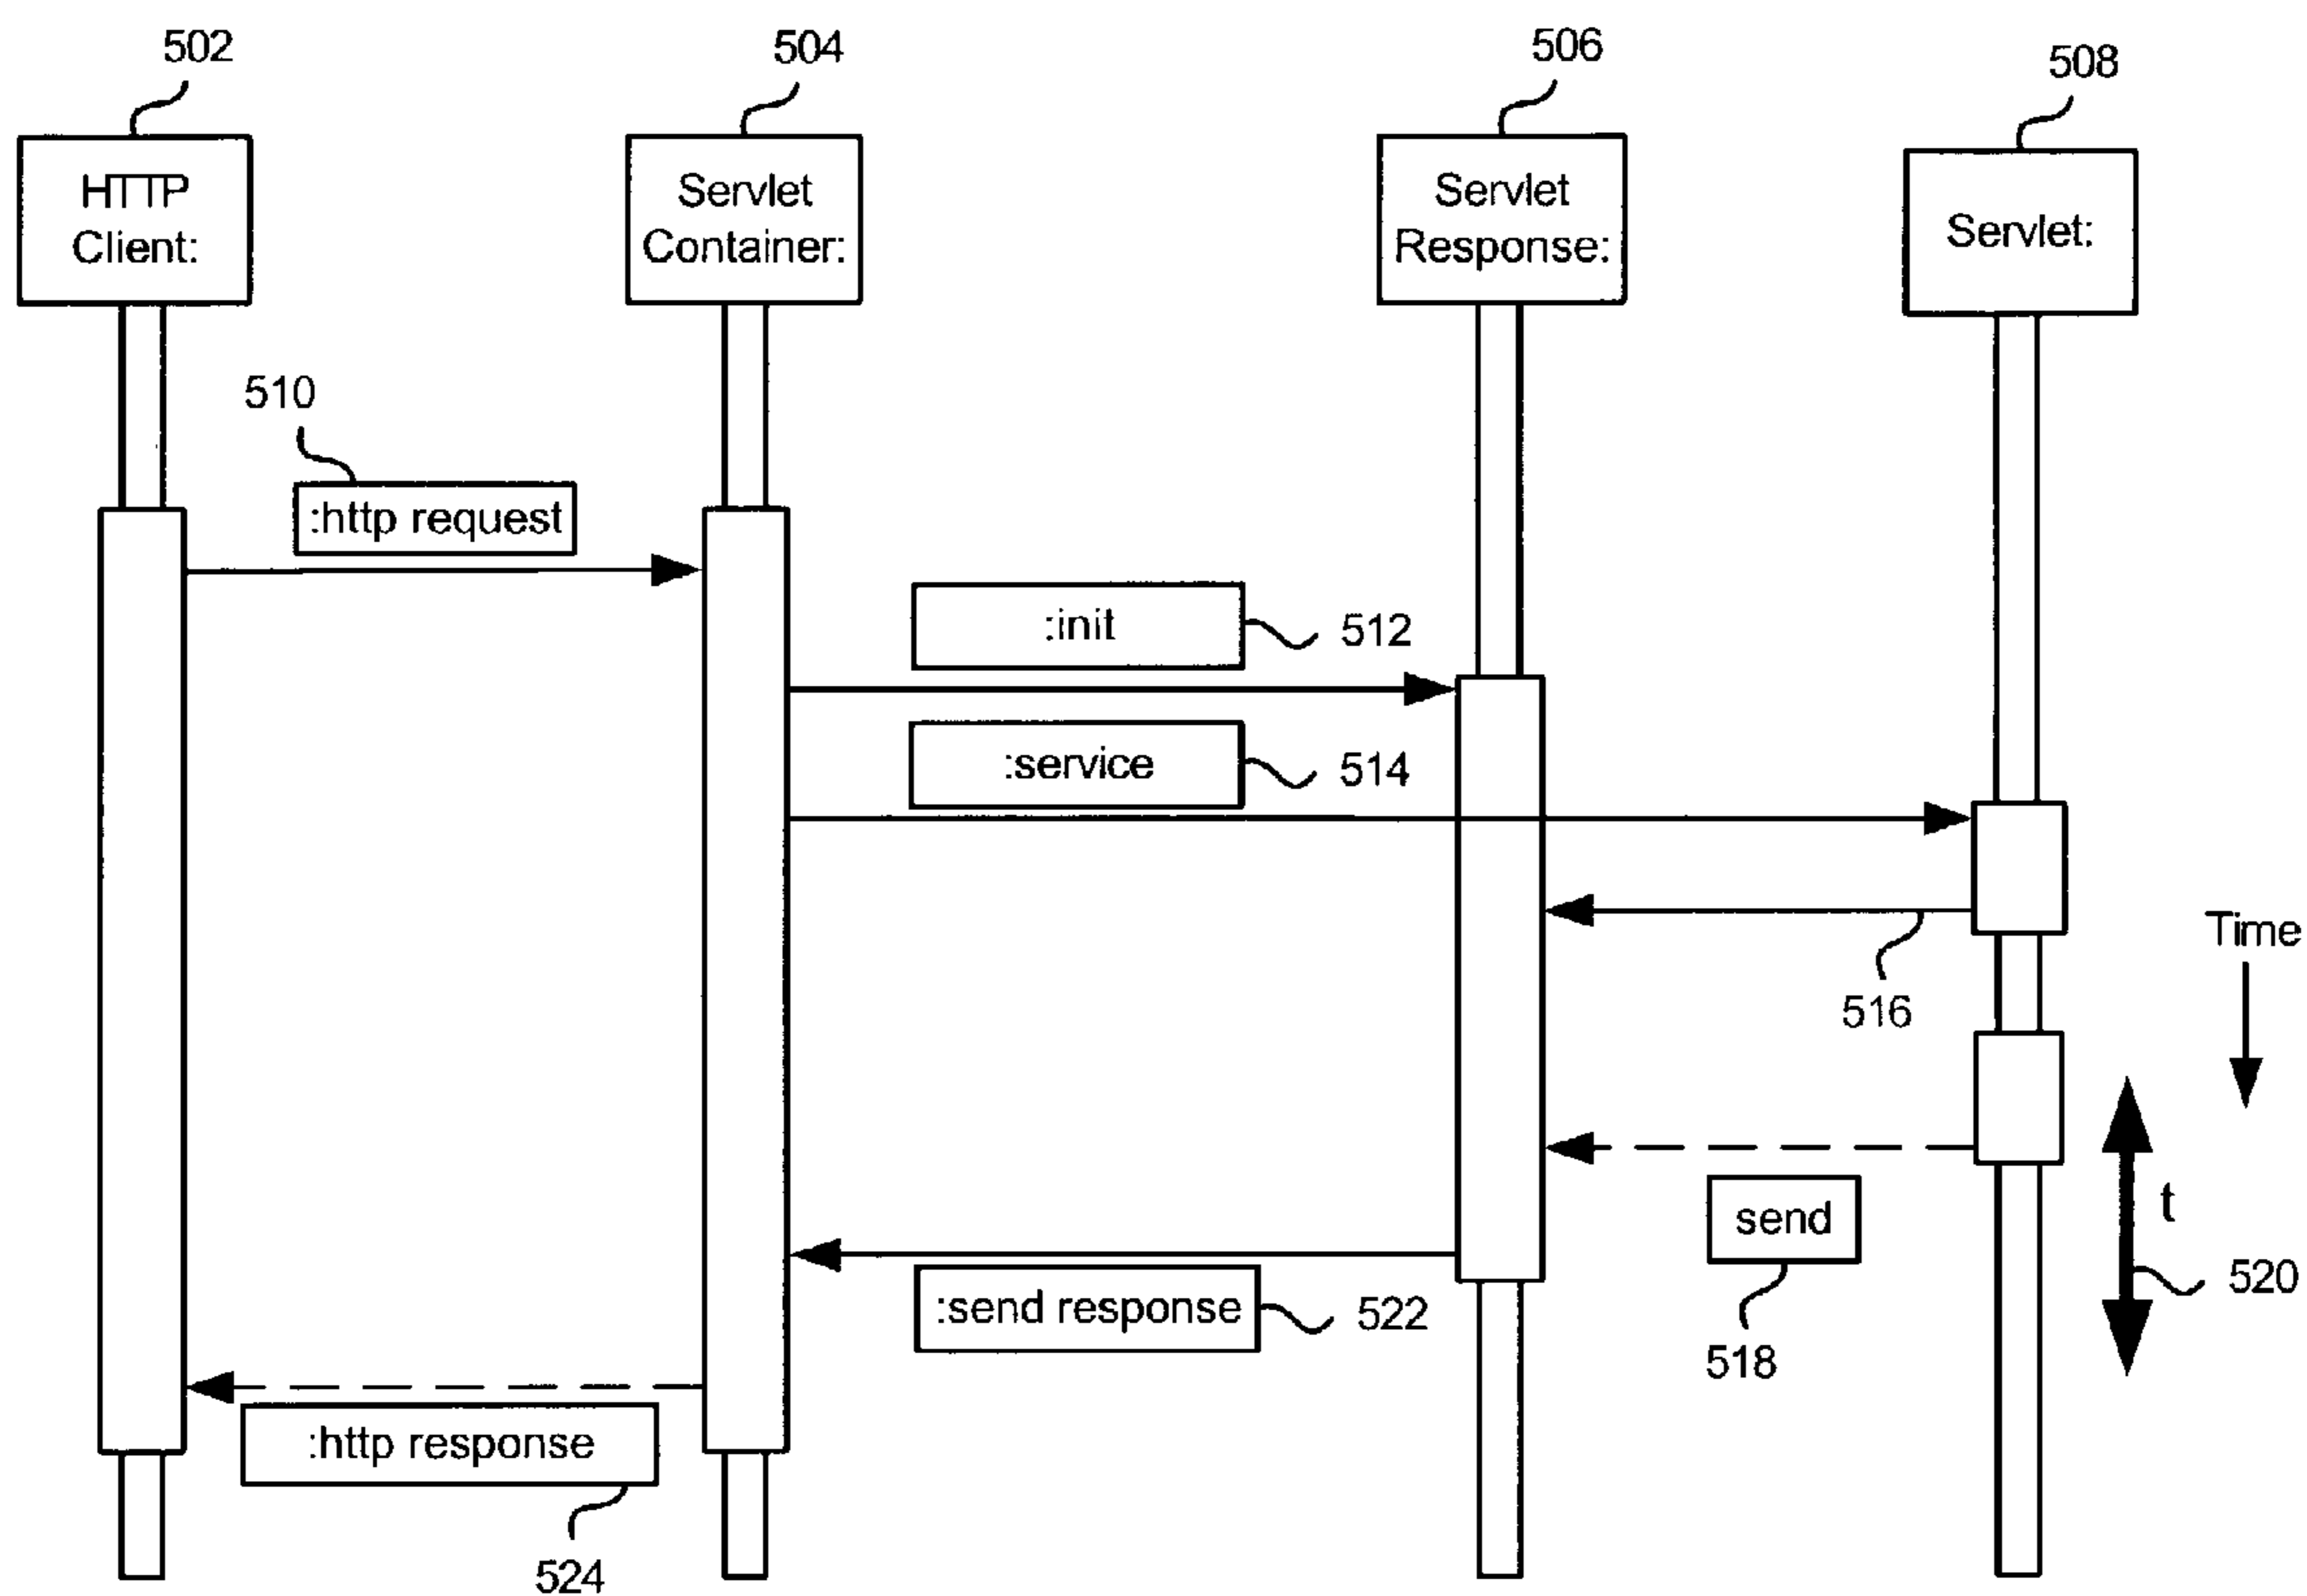 502
504
506
508
HTTP
Client:
Servlet
Container:
Servlet
Response:
Servlet:
510
:http request
:init
512
:service
514
516
Time
send
518
t
520
:send response
522
:http response
524